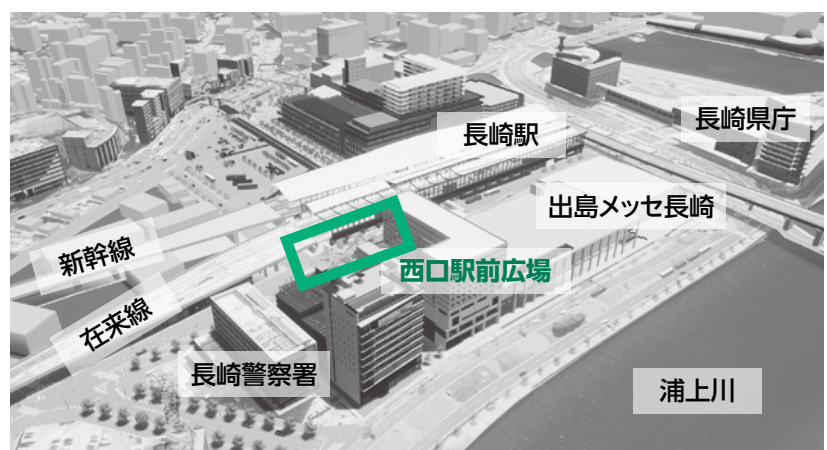 長崎駅
長崎県庁
出島メッセ長崎
新幹線
西口駅前広場
在来線
長崎警察署
浦上川